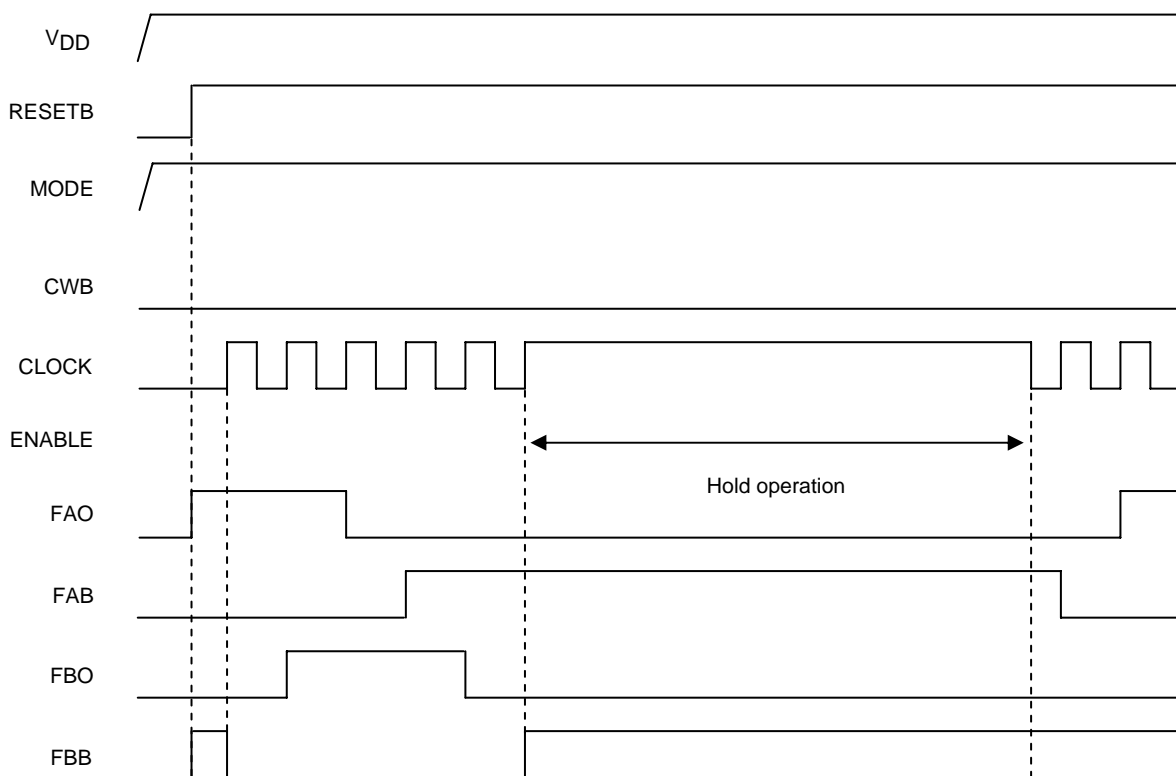 VDD
RESETB
MODE
CWB
CLOCK
ENABLE
Hold operation
FAO
FAB
FBO
FBB